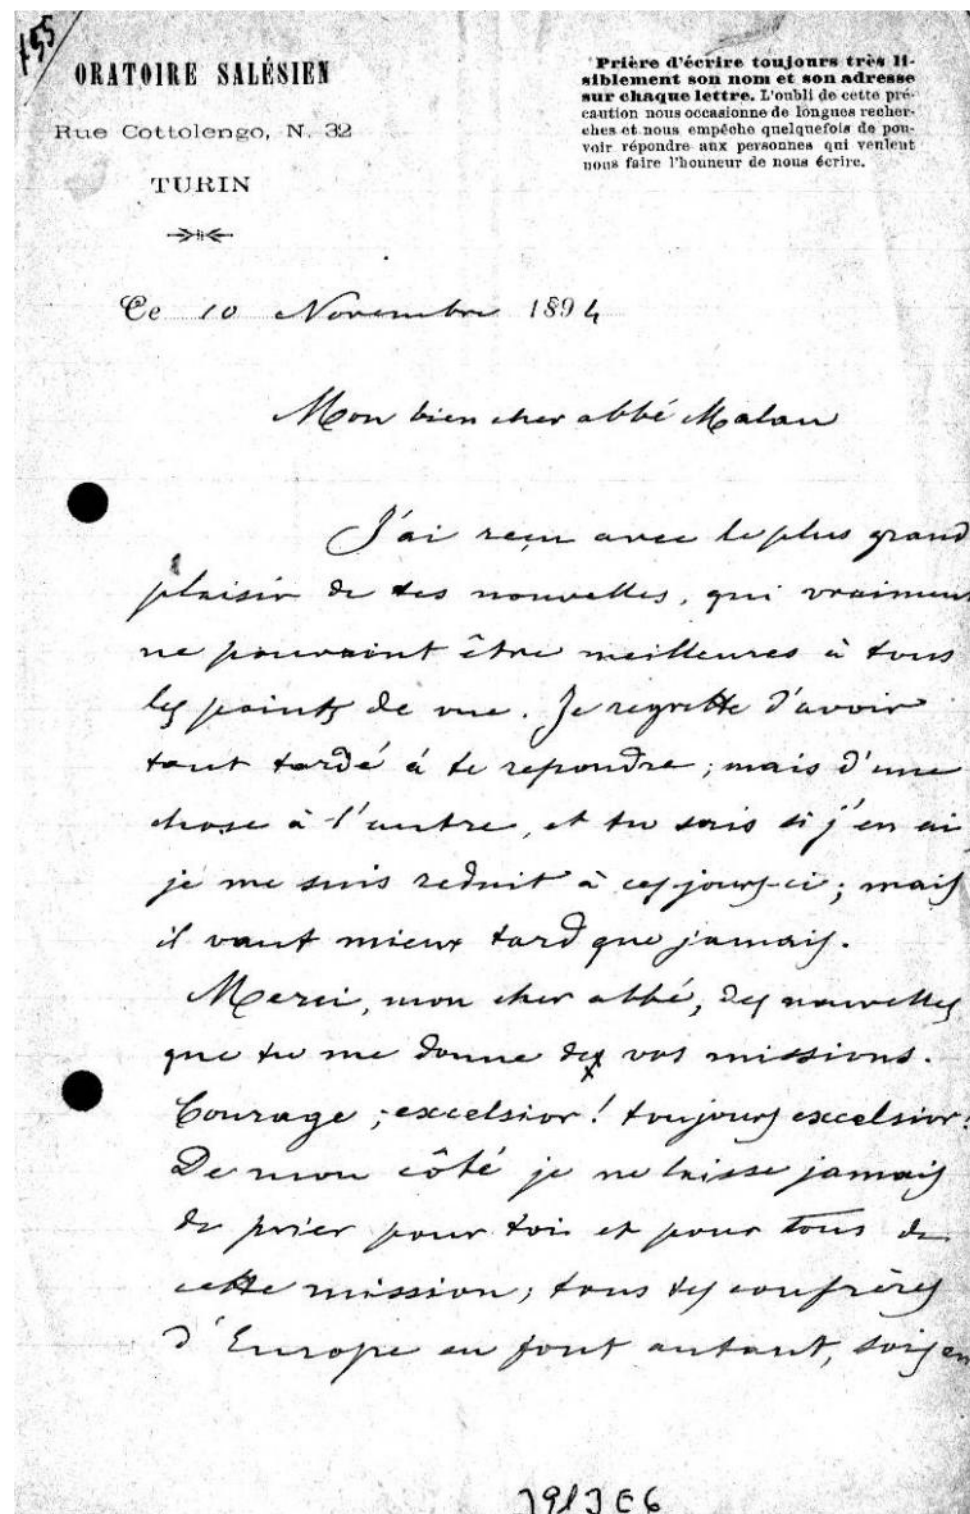 155
ORATOIRE SALÉSIEN
Rue Cottolengo, N. 32
TURIN
Prière d'écrire toujours très li-
siblement son nom et son adresse
sur chaque lettre. L'oubli de cette pré-
caution nous occasionne de longues recher-
ches et nous empêche quelquefois de pou-
voir répondre aux personnes qui veulent
nous faire l'honneur de nous écrire.
Ce 10 Novembre 1894
Mon bien cher abbé Malan
J'ai reçu avec le plus grand
plaisir de tes nouvelles, qui vraiment
ne pouvaint être meilleures à tous
les points de vue. Je regrette d'avoir
tant tardé à te repondre; mais d'une
chose à l'autre, et tu sais si j'en ai
je me suis reduit à ces jours-ci; mais
il vaut mieux tard que jamais.
Merci, mon cher abbé, des nouvelles
que tu me donne de vos missions.
Courage; excelsior! toujours excelsior!
De mon côté je ne laisse jamais
de prier pour toi et pour tous de
cette mission; tous tes confrères
d'Europe en font autant, sois en